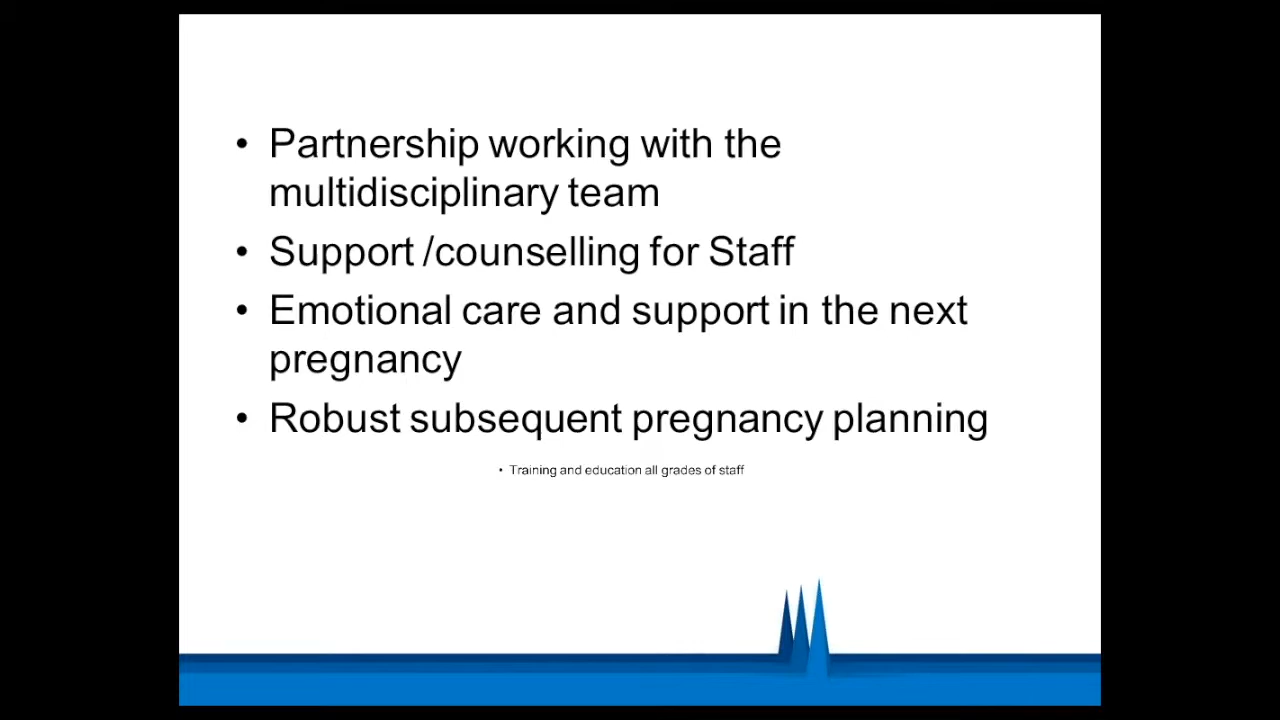 • Partnership working with the
multidisciplinary team
• Support /counselling for Staff
• Emotional care and support in the next
pregnancy
• Robust subsequent pregnancy planning
• Training and education all grades of staff